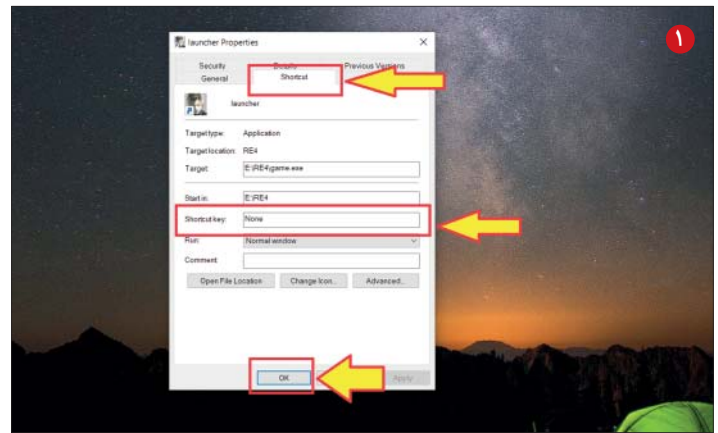 ١
launcher Properties
Security Details Previous Versions
General Shortcut
launcher
Target type: Application
Target location: RE4
Target: E:\RE4\game.exe
Start in: E:\RE4
Shortcut key: None
Run: Normal window
Comment:
Open File Location Change Icon... Advanced...
OK Apply